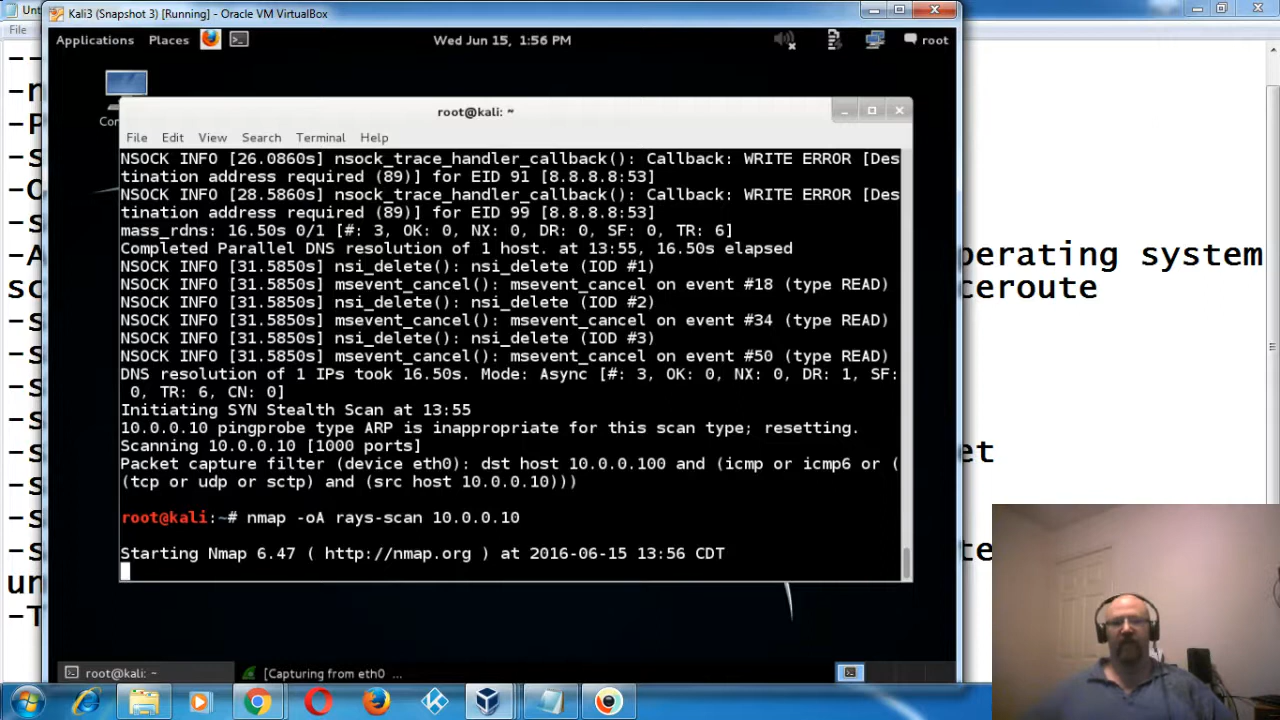 Unt
Kali3 (Snapshot 3) [Running] - Oracle VM VirtualBox
File
Applications Places Wed Jun 15, 1:56 PM root
root@kali: ~
File Edit View Search Terminal Help
NSOCK INFO [26.0860s] nsock_trace_handler_callback(): Callback: WRITE ERROR [Des
tination address required (89)] for EID 91 [8.8.8.8:53]
NSOCK INFO [28.5860s] nsock_trace_handler_callback(): Callback: WRITE ERROR [Des
tination address required (89)] for EID 99 [8.8.8.8:53]
mass_rdns: 16.50s 0/1 [#: 3, OK: 0, NX: 0, DR: 0, SF: 0, TR: 6]
Completed Parallel DNS resolution of 1 host. at 13:55, 16.50s elapsed
NSOCK INFO [31.5850s] nsi_delete(): nsi_delete (IOD #1)
NSOCK INFO [31.5850s] msevent_cancel(): msevent_cancel on event #18 (type READ)
NSOCK INFO [31.5850s] nsi_delete(): nsi_delete (IOD #2)
NSOCK INFO [31.5850s] msevent_cancel(): msevent_cancel on event #34 (type READ)
NSOCK INFO [31.5850s] nsi_delete(): nsi_delete (IOD #3)
NSOCK INFO [31.5850s] msevent_cancel(): msevent_cancel on event #50 (type READ)
DNS resolution of 1 IPs took 16.50s. Mode: Async [#: 3, OK: 0, NX: 0, DR: 1, SF:
0, TR: 6, CN: 0]
Initiating SYN Stealth Scan at 13:55
10.0.0.10 pingprobe type ARP is inappropriate for this scan type; resetting.
Scanning 10.0.0.10 [1000 ports]
Packet capture filter (device eth0): dst host 10.0.0.100 and (icmp or icmp6 or (
(tcp or udp or sctp) and (src host 10.0.0.10)))
root@kali:~# nmap -oA rays-scan 10.0.0.10
Starting Nmap 6.47 ( http://nmap.org ) at 2016-06-15 13:56 CDT
root@kali: ~ [Capturing from eth0 ...
perating system
ceroute
et
te